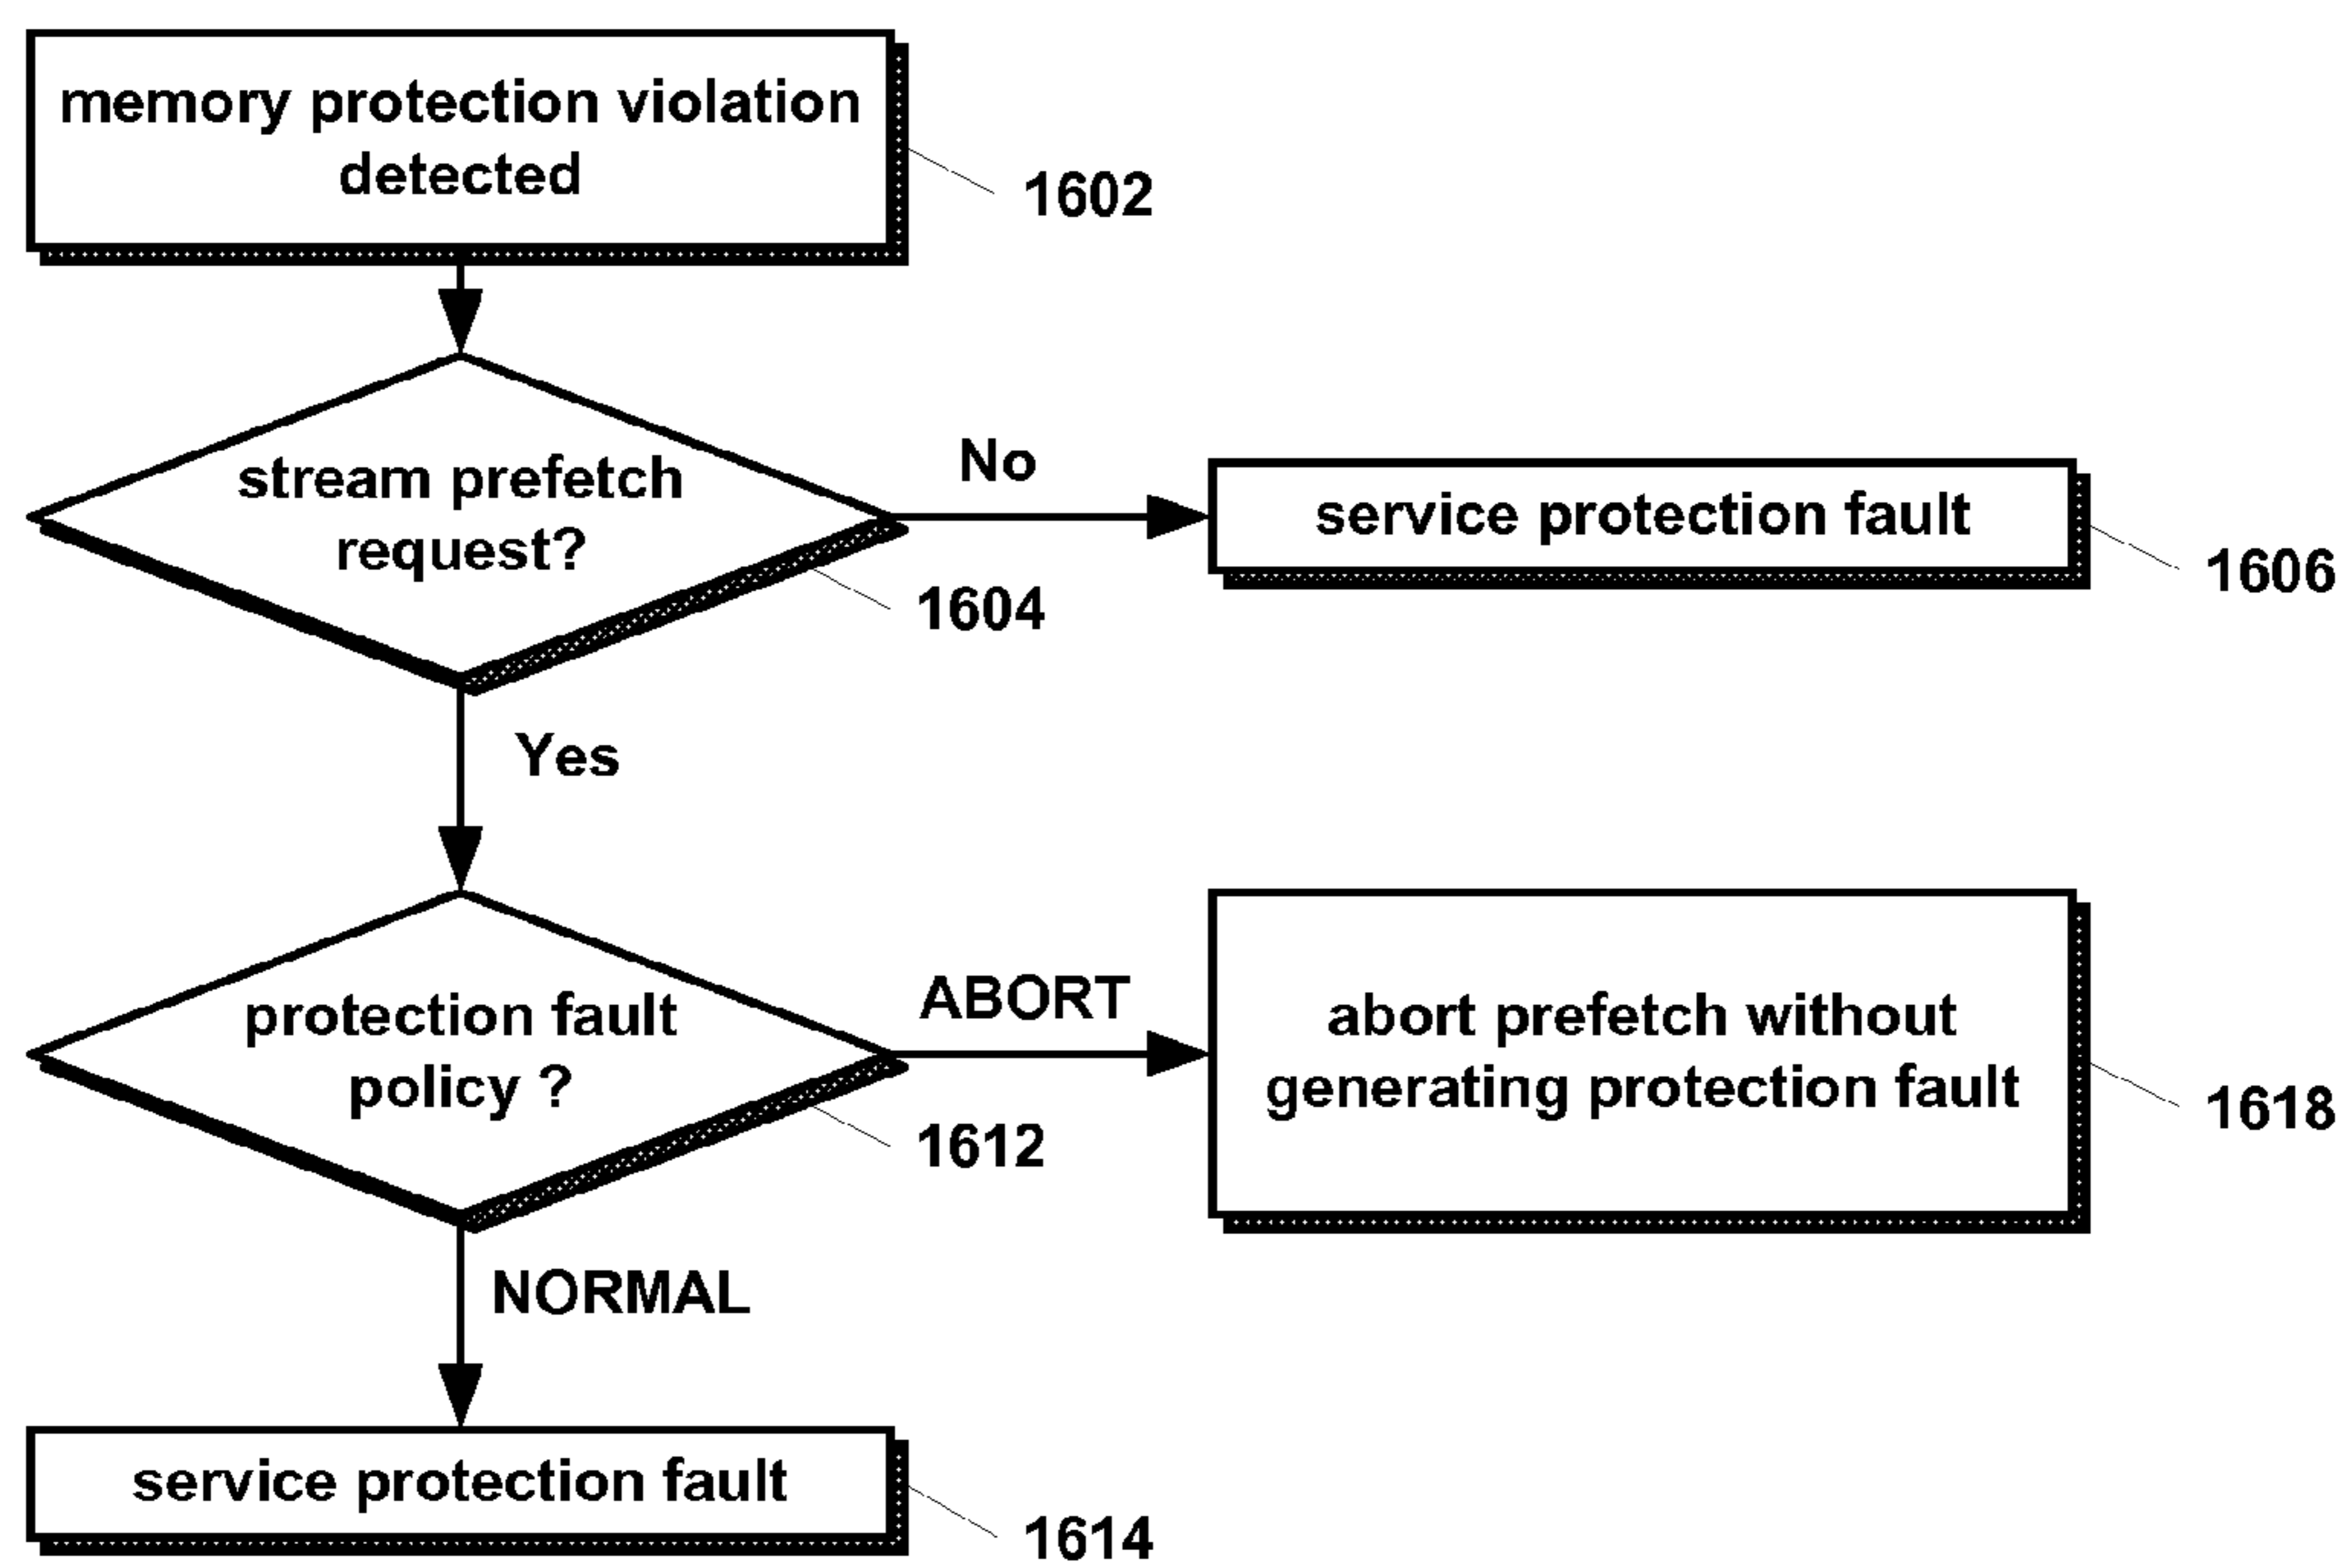 memory protection violation
detected
1602
stream prefetch
request?
1604
No
service protection fault
1606
Yes
protection fault
policy ?
1612
ABORT
abort prefetch without
generating protection fault
1618
NORMAL
service protection fault
1614